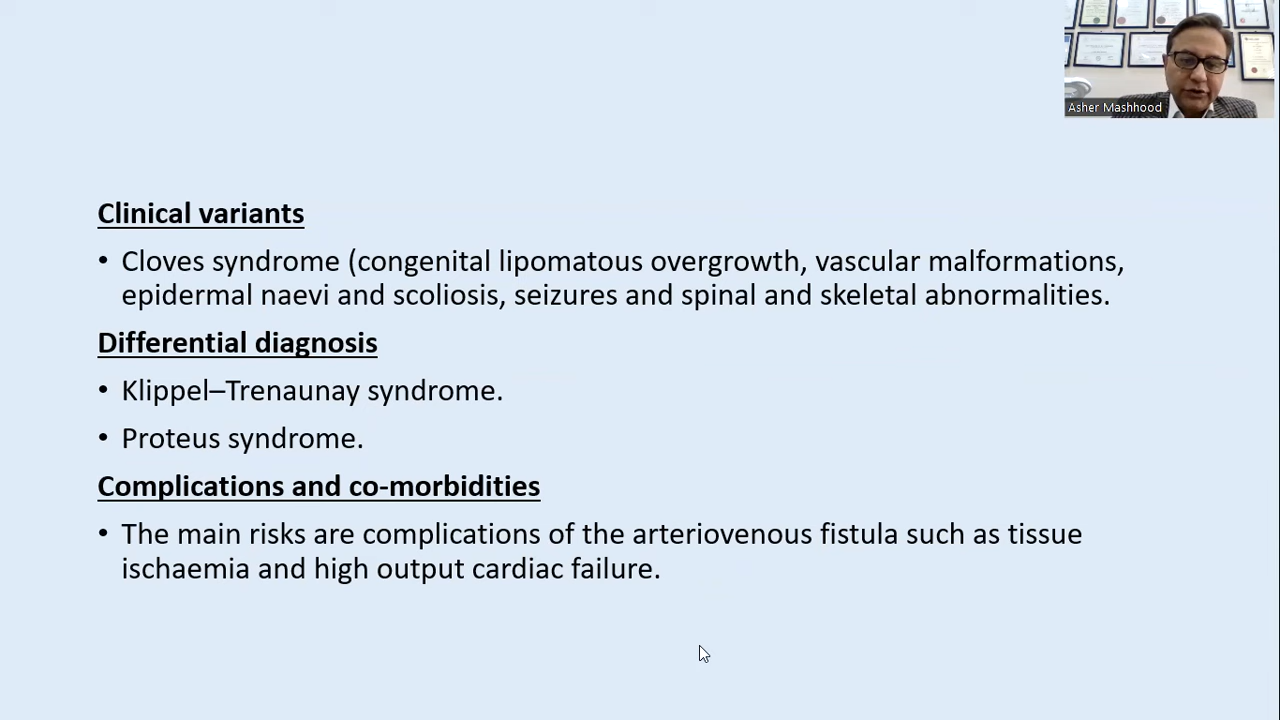 Asher Mashhood
Clinical variants
• Cloves syndrome (congenital lipomatous overgrowth, vascular malformations,
epidermal naevi and scoliosis, seizures and spinal and skeletal abnormalities.
Differential diagnosis
• Klippel–Trenaunay syndrome.
• Proteus syndrome.
Complications and co-morbidities
• The main risks are complications of the arteriovenous fistula such as tissue
ischaemia and high output cardiac failure.